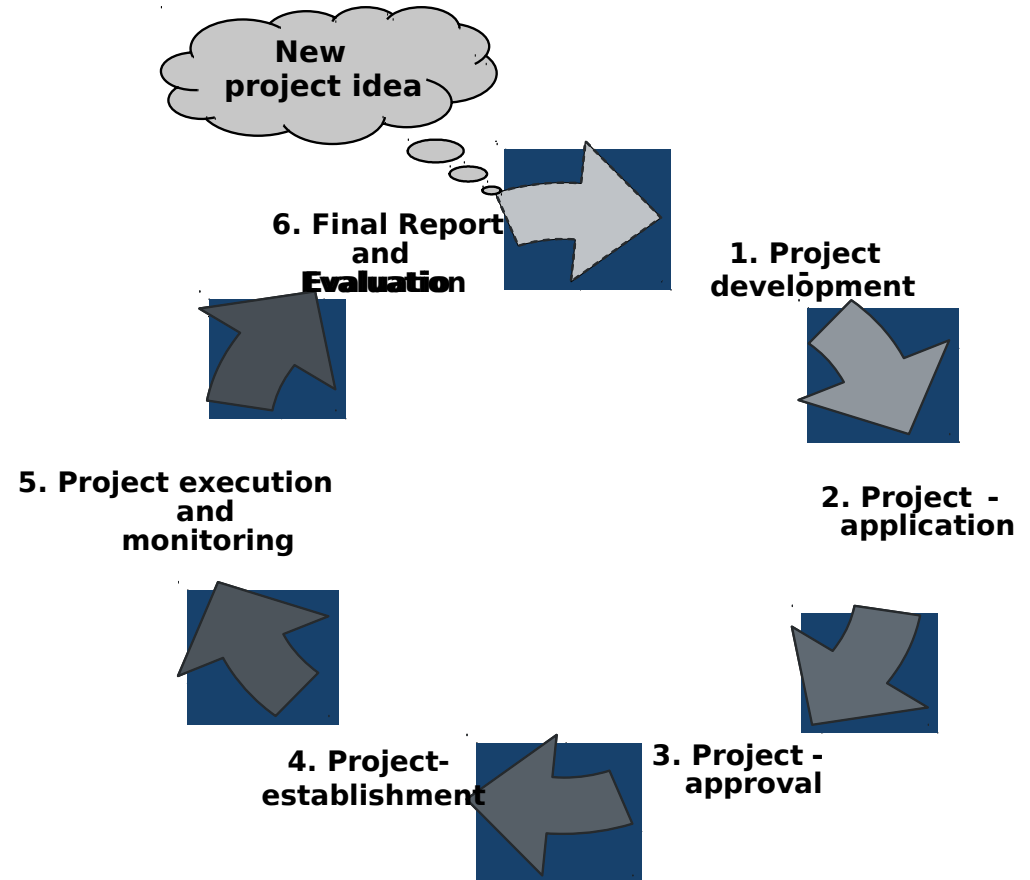 New
project idea
1. Project
-
development
2. Project -
application
3. Project -
approval
4. Project-
establishment
5. Project execution
and
monitoring
6. Final Report
and
Evaluation